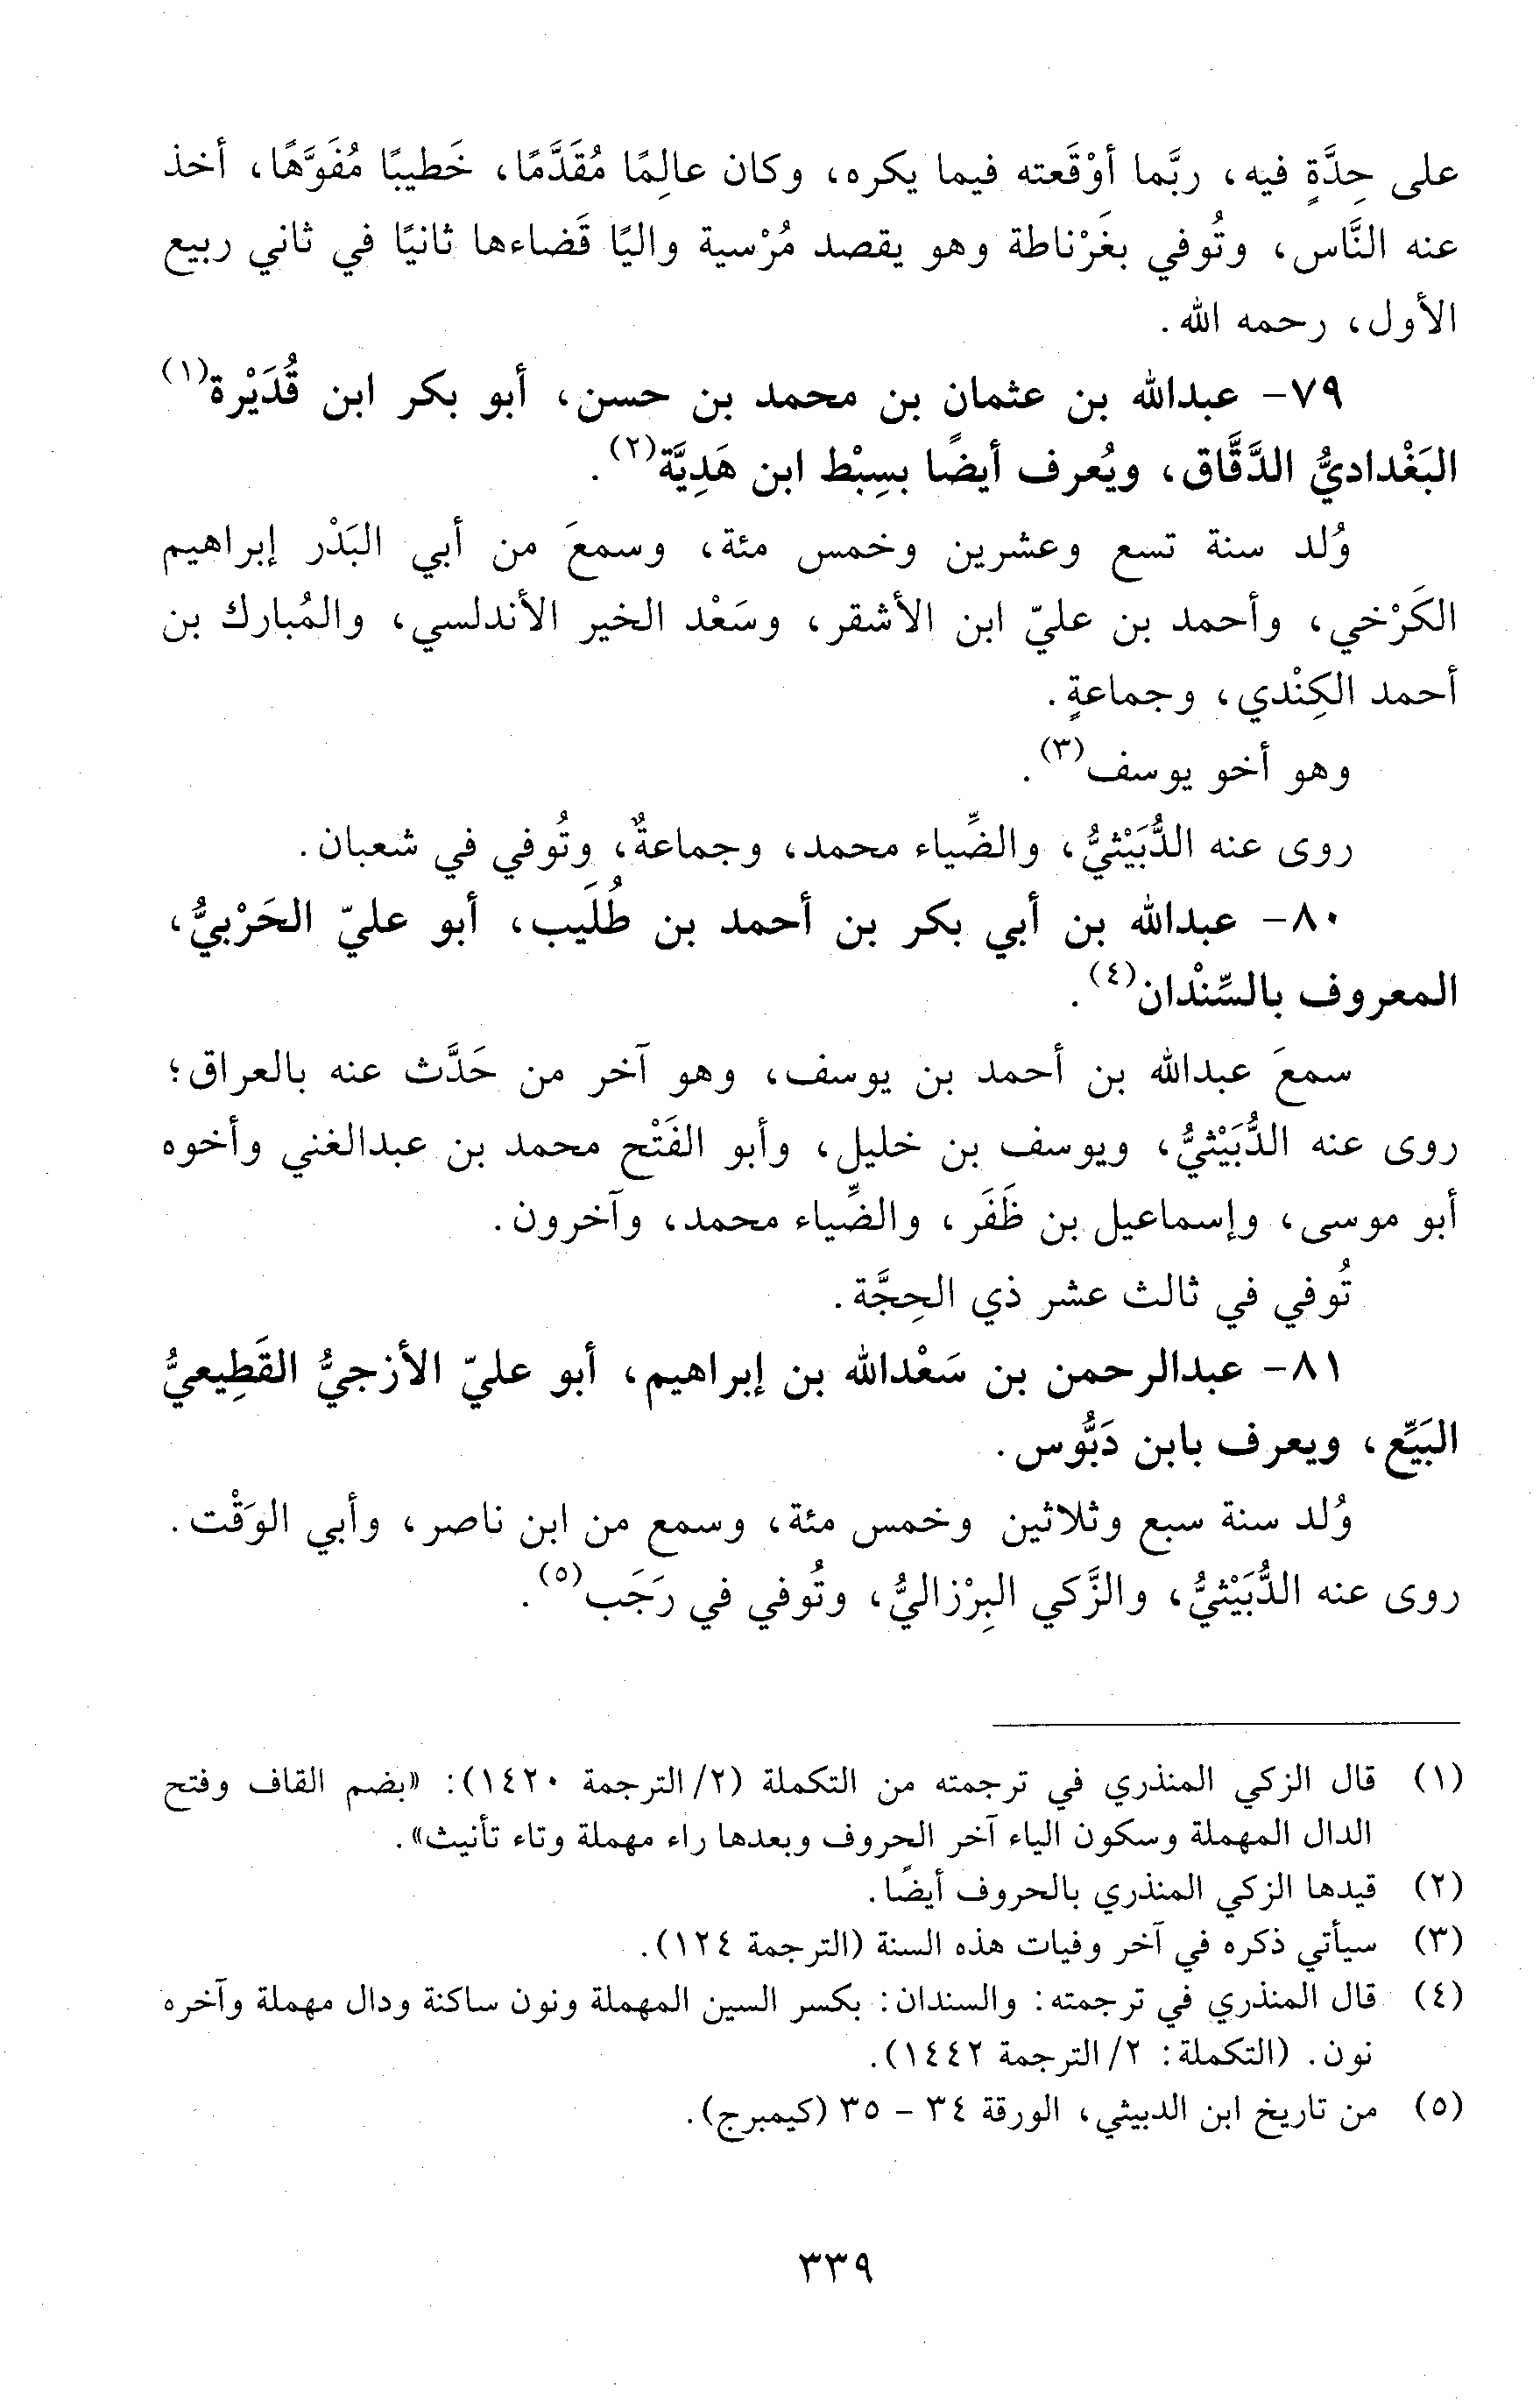 على حِدَّةٍ فيه، ربَّما أوْقَعته فيما يكره، وكان عالِمًا مُقَدَّمًا، خَطيبًا مُفَوَّهًا، أخذ
عنه النَّاس، وتُوفي بغَرْناطة وهو يقصد مُرْسية واليًا قَضاءها ثانيًا في ثاني ربيع
الأول، رحمه الله.
٧٩- عبدالله بن عثمان بن محمد بن حسن، أبو بكر ابن قُدَيْرة(١)
البَغْداديُّ الدَّقَّاق، ويُعرف أيضًا بسِبْط ابن هَدِيَّة(٢).
وُلد سنة تسع وعشرين وخمس مئة، وسمعَ من أبي البَدْر إبراهيم
الكَرْخي، وأحمد بن عليّ ابن الأشقر، وسَعْد الخير الأندلسي، والمُبارك بن
أحمد الكِنْدي، وجماعةٍ.
وهو أخو يوسف(٣).
روى عنه الدُّبَيْثيُّ، والضِّياء محمد، وجماعةٌ، وتُوفي في شعبان.
٨٠- عبدالله بن أبي بكر بن أحمد بن طُلَيب، أبو عليّ الحَرْبيُّ،
المعروف بالسِّنْدان(٤).
سمعَ عبدالله بن أحمد بن يوسف، وهو آخر من حَدَّث عنه بالعراق؛
روى عنه الدُّبَيْثيُّ، ويوسف بن خليل، وأبو الفَتْح محمد بن عبدالغني وأخوه
أبو موسى، وإسماعيل بن ظَفَر، والضِّياء محمد، وآخرون.
تُوفي في ثالث عشر ذي الحِجَّة.
٨١- عبدالرحمن بن سَعْدالله بن إبراهيم، أبو عليّ الأزجيُّ القَطِيعيُّ
البَيِّع، ويعرف بابن دَبُّوس.
وُلد سنة سبع وثلاثين وخمس مئة، وسمع من ابن ناصر، وأبي الوَقْت.
روى عنه الدُّبَيْثيُّ، والزَّكي البِرْزاليُّ، وتُوفي في رَجَب(٥).
(١) قال الزكي المنذري في ترجمته من التكملة (٢/ الترجمة ١٤٢٠): «بضم القاف وفتح
الدال المهملة وسكون الياء آخر الحروف وبعدها راء مهملة وتاء تأنيث».
(٢) قيدها الزكي المنذري بالحروف أيضًا.
(٣) سيأتي ذكره في آخر وفيات هذه السنة (الترجمة ١٢٤).
(٤) قال المنذري في ترجمته: والسندان: بكسر السين المهملة ونون ساكنة ودال مهملة وآخره
نون. (التكملة: ٢/ الترجمة ١٤٤٢).
(٥) من تاريخ ابن الدبيثي، الورقة ٣٤ - ٣٥ (كيمبرج).
٣٣٩